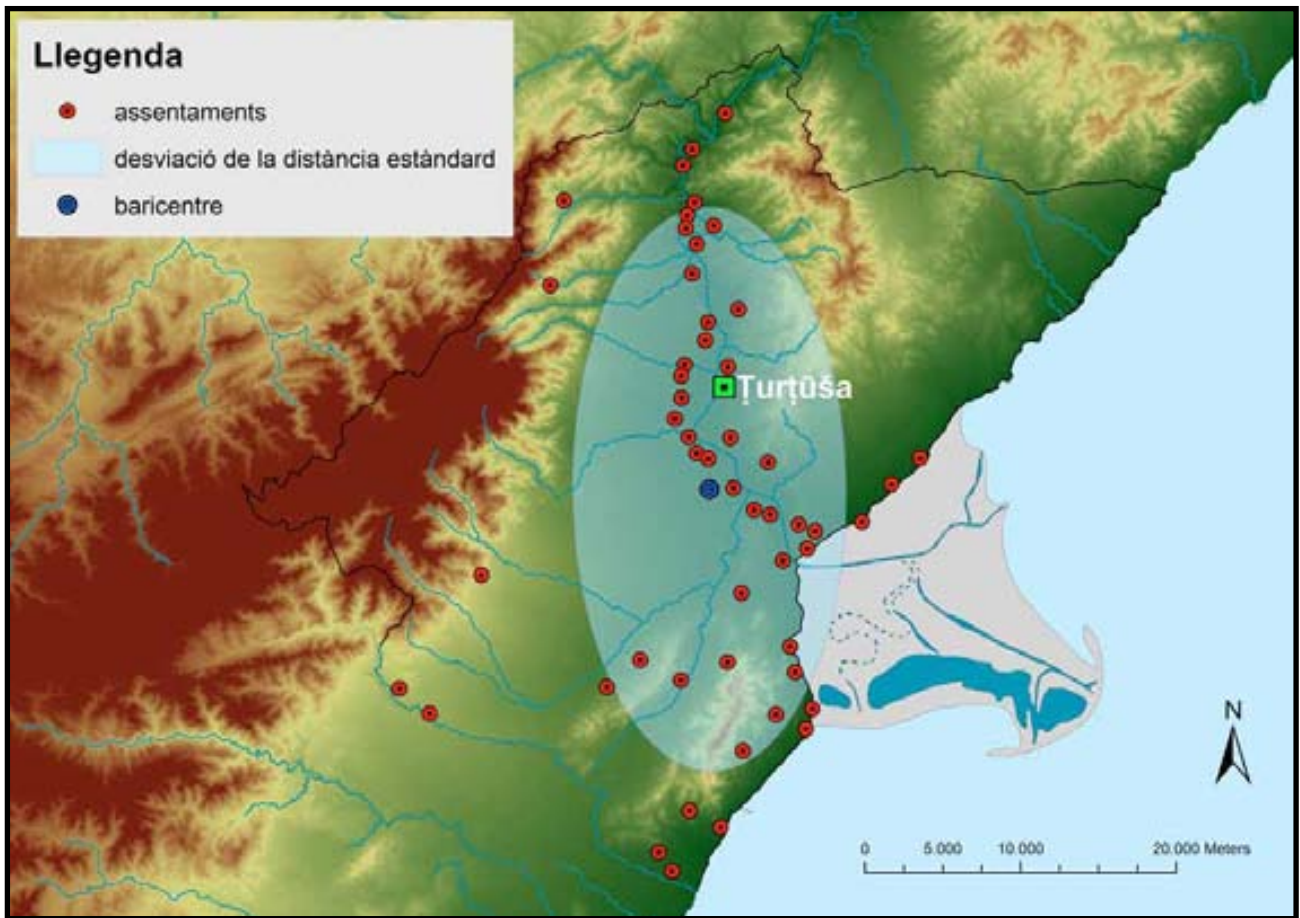 Llegenda
assentaments
desviació de la distància estàndard
baricentre
Ṭurṭūša
N
0 5.000 10.000 20.000 Meters